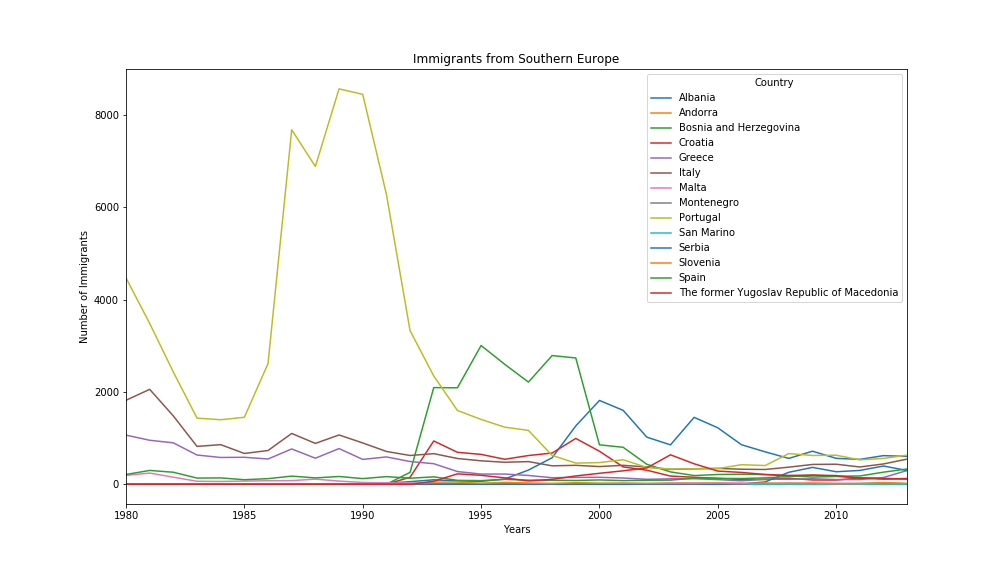 Immigrants from Southern Europe
Country
Albania
Andorra
Bosnia and Herzegovina
Croatia
Greece
Italy
Malta
Montenegro
Portugal
San Marino
Serbia
Slovenia
Spain
The former Yugoslav Republic of Macedonia
Number of Immigrants
8000
6000
4000
2000
0
1980 1985 1990 1995 2000 2005 2010
Years